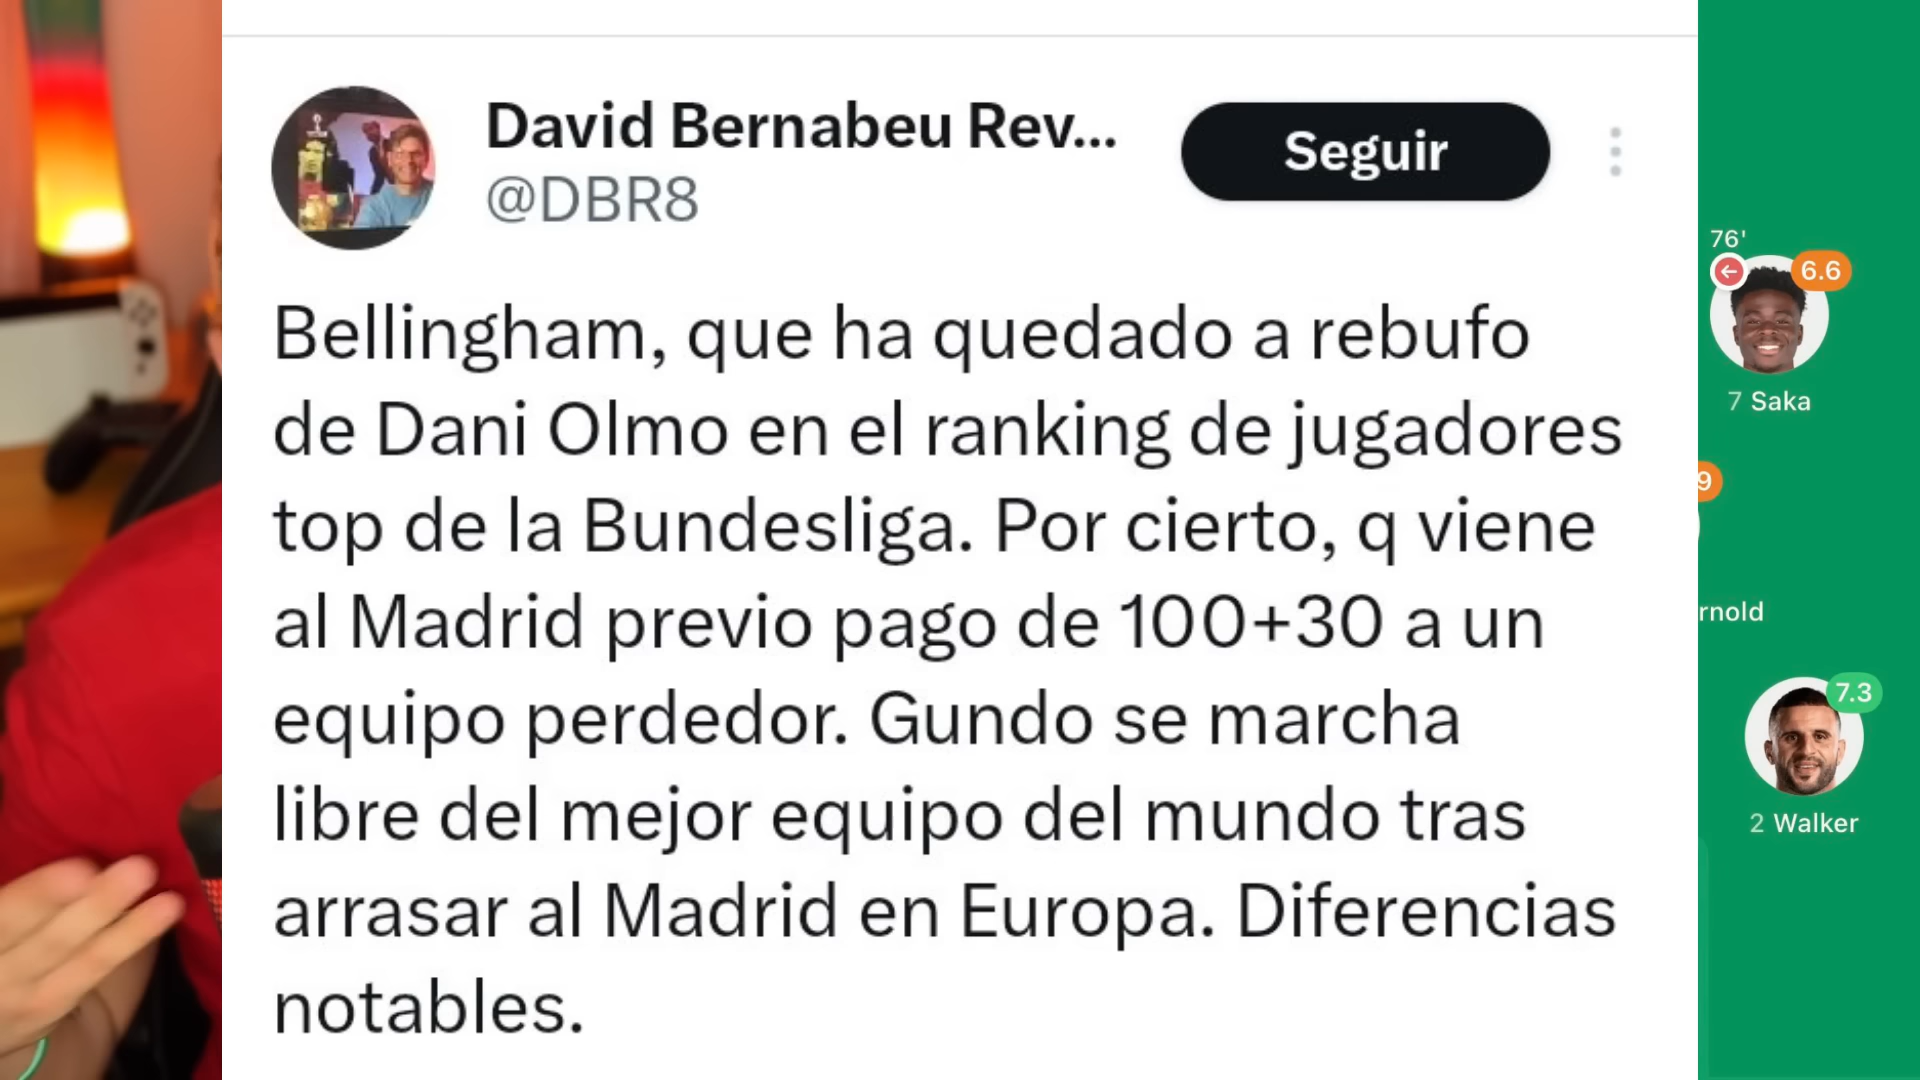 David Bernabeu Rev...
@DBR8
Seguir
Bellingham, que ha quedado a rebufo
de Dani Olmo en el ranking de jugadores
top de la Bundesliga. Por cierto, q viene
al Madrid previo pago de 100+30 a un
equipo perdedor. Gundo se marcha
libre del mejor equipo del mundo tras
arrasar al Madrid en Europa. Diferencias
notables.
76'
6.6
7 Saka
9
rnold
7.3
2 Walker